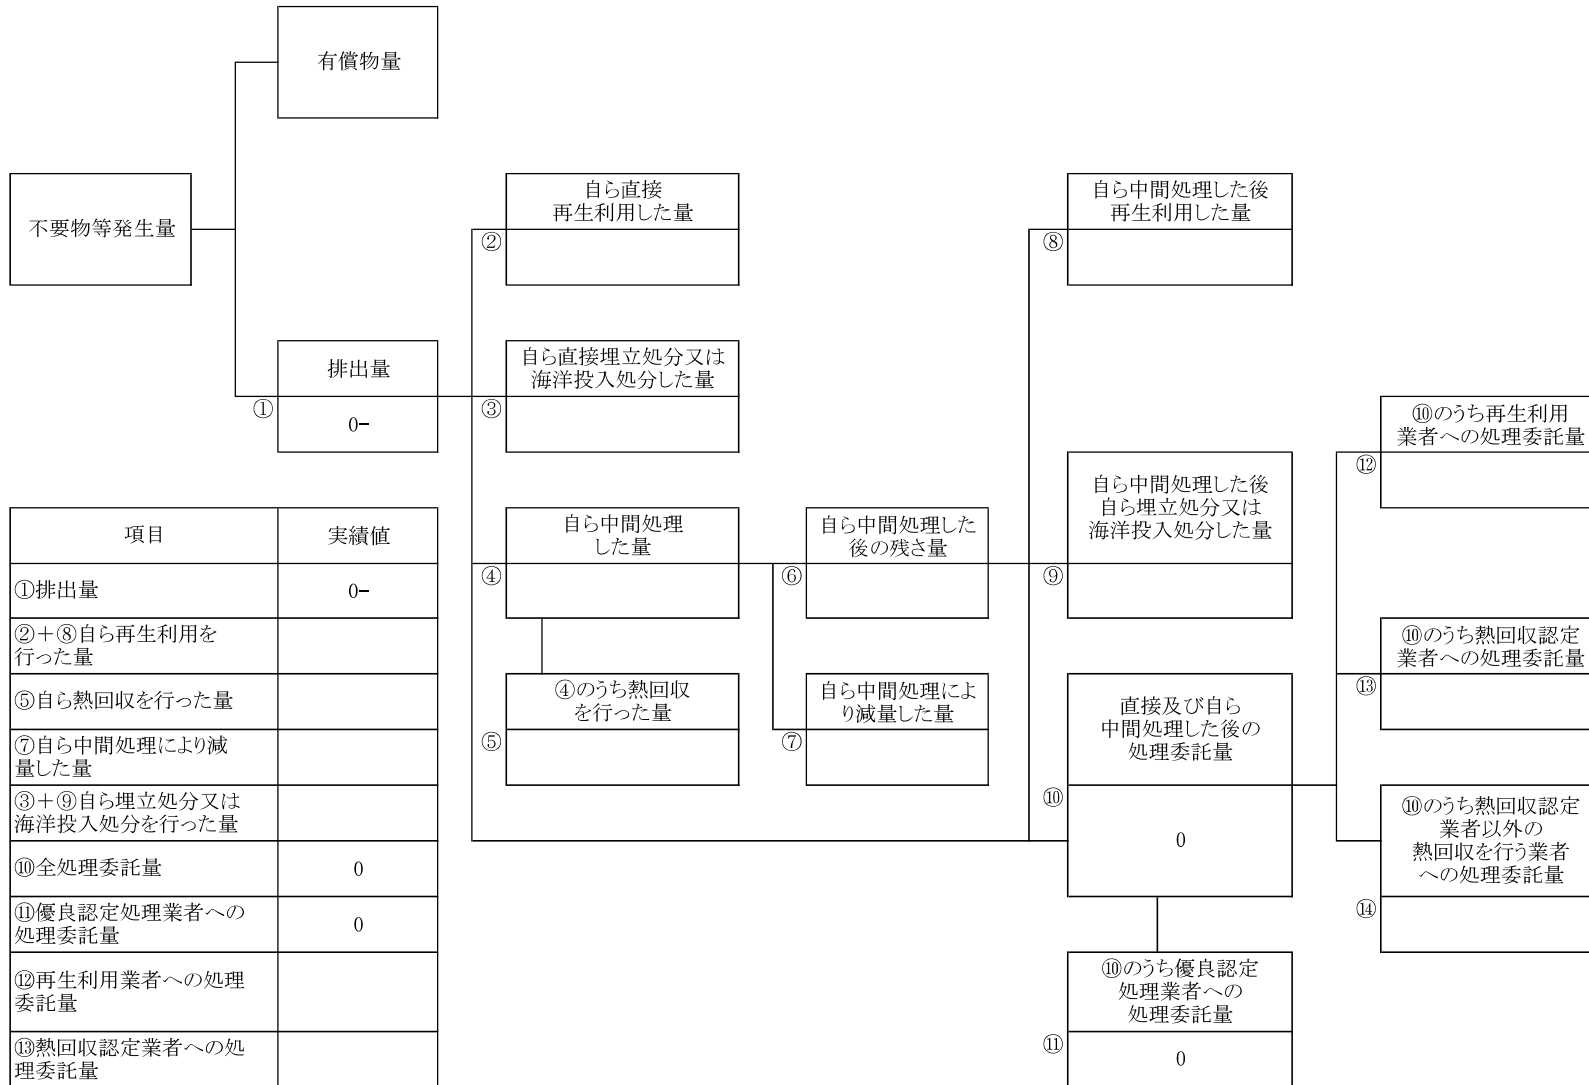 有償物量
不要物等発生量
自ら直接
再生利用した量
②
自ら中間処理した後
再生利用した量
⑧
排出量
①
0-
自ら直接埋立処分又は
海洋投入処分した量
③
⑩のうち再生利用
業者への処理委託量
⑫
自ら中間処理した後
自ら埋立処分又は
海洋投入処分した量
⑨
自ら中間処理
した量
④
自ら中間処理した
後の残さ量
⑥
④のうち熱回収
を行った量
⑤
自ら中間処理によ
り減量した量
⑦
⑩のうち熱回収認定
業者への処理委託量
⑬
直接及び自ら
中間処理した後の
処理委託量
⑩
0
⑩のうち熱回収認定
業者以外の
熱回収を行う業者
への処理委託量
⑭
⑩のうち優良認定
処理業者への
処理委託量
⑪
0
項目 実績値
①排出量 0-
②+⑧自ら再生利用を
行った量
⑤自ら熱回収を行った量
⑦自ら中間処理により減
量した量
③+⑨自ら埋立処分又は
海洋投入処分を行った量
⑩全処理委託量 0
⑪優良認定処理業者への
処理委託量 0
⑫再生利用業者への処理
委託量
⑬熱回収認定業者への処
理委託量